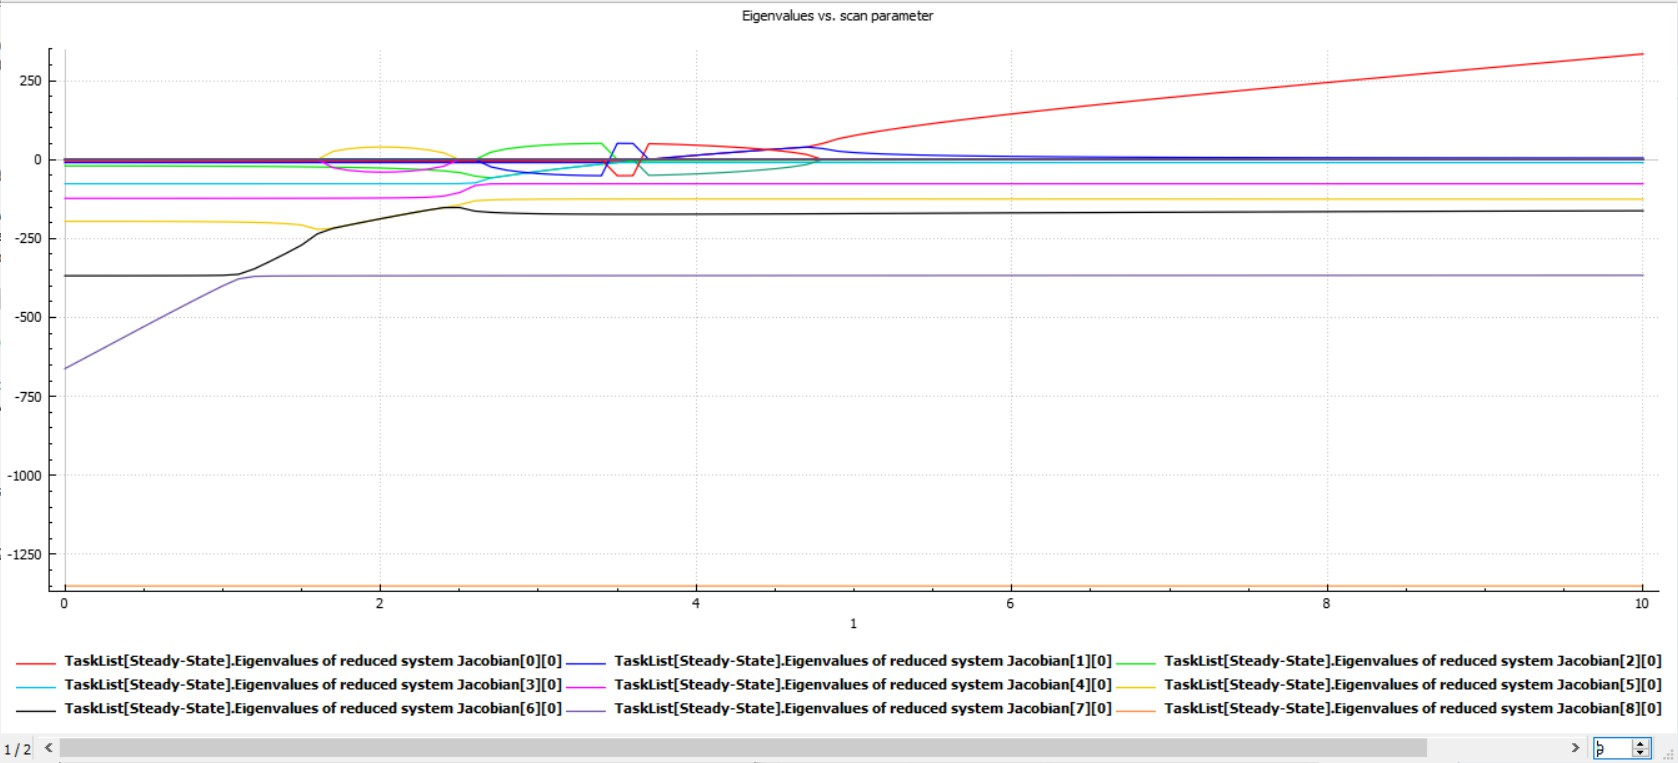 Eigenvalues vs. scan parameter
250
0
-250
-500
-750
-1000
-1250
0 2 4 6 8 10
1
TaskList[Steady-State].Eigenvalues of reduced system Jacobian[0][0] TaskList[Steady-State].Eigenvalues of reduced system Jacobian[1][0] TaskList[Steady-State].Eigenvalues of reduced system Jacobian[2][0]
TaskList[Steady-State].Eigenvalues of reduced system Jacobian[3][0] TaskList[Steady-State].Eigenvalues of reduced system Jacobian[4][0] TaskList[Steady-State].Eigenvalues of reduced system Jacobian[5][0]
TaskList[Steady-State].Eigenvalues of reduced system Jacobian[6][0] TaskList[Steady-State].Eigenvalues of reduced system Jacobian[7][0] TaskList[Steady-State].Eigenvalues of reduced system Jacobian[8][0]
1 / 2